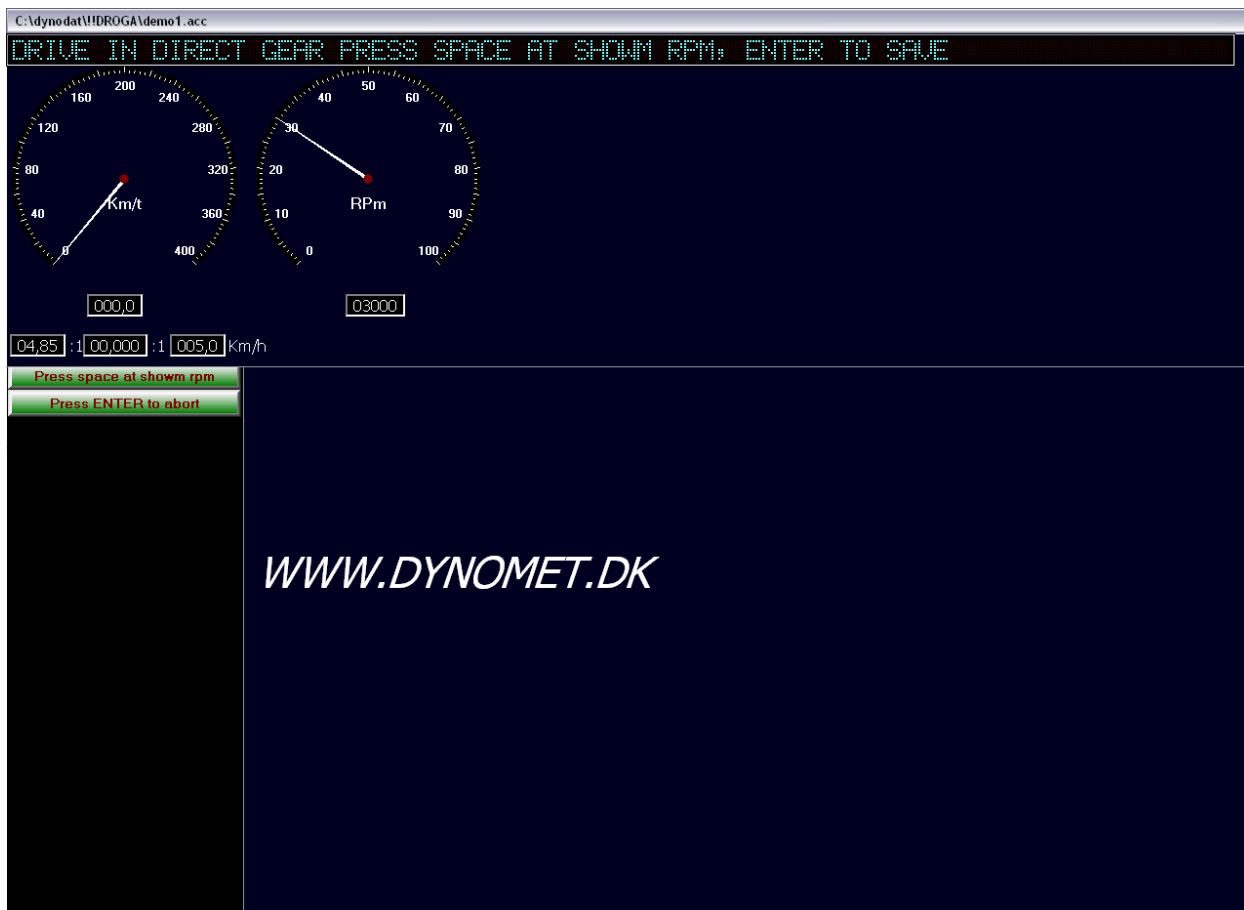 C:\dynodat\!!DROGA\demo1.acc
DRIVE IN DIRECT GEAR PRESS SPACE AT SHOWM RPM, ENTER TO SAVE
0 40 80 120 160 200 240 280 320 360 400
Km/t
0 10 20 30 40 50 60 70 80 90 100
RPm
000,0
03000
04,85 :1 00,000 :1 005,0 Km/h
Press space at showm rpm
Press ENTER to abort
WWW.DYNOMET.DK